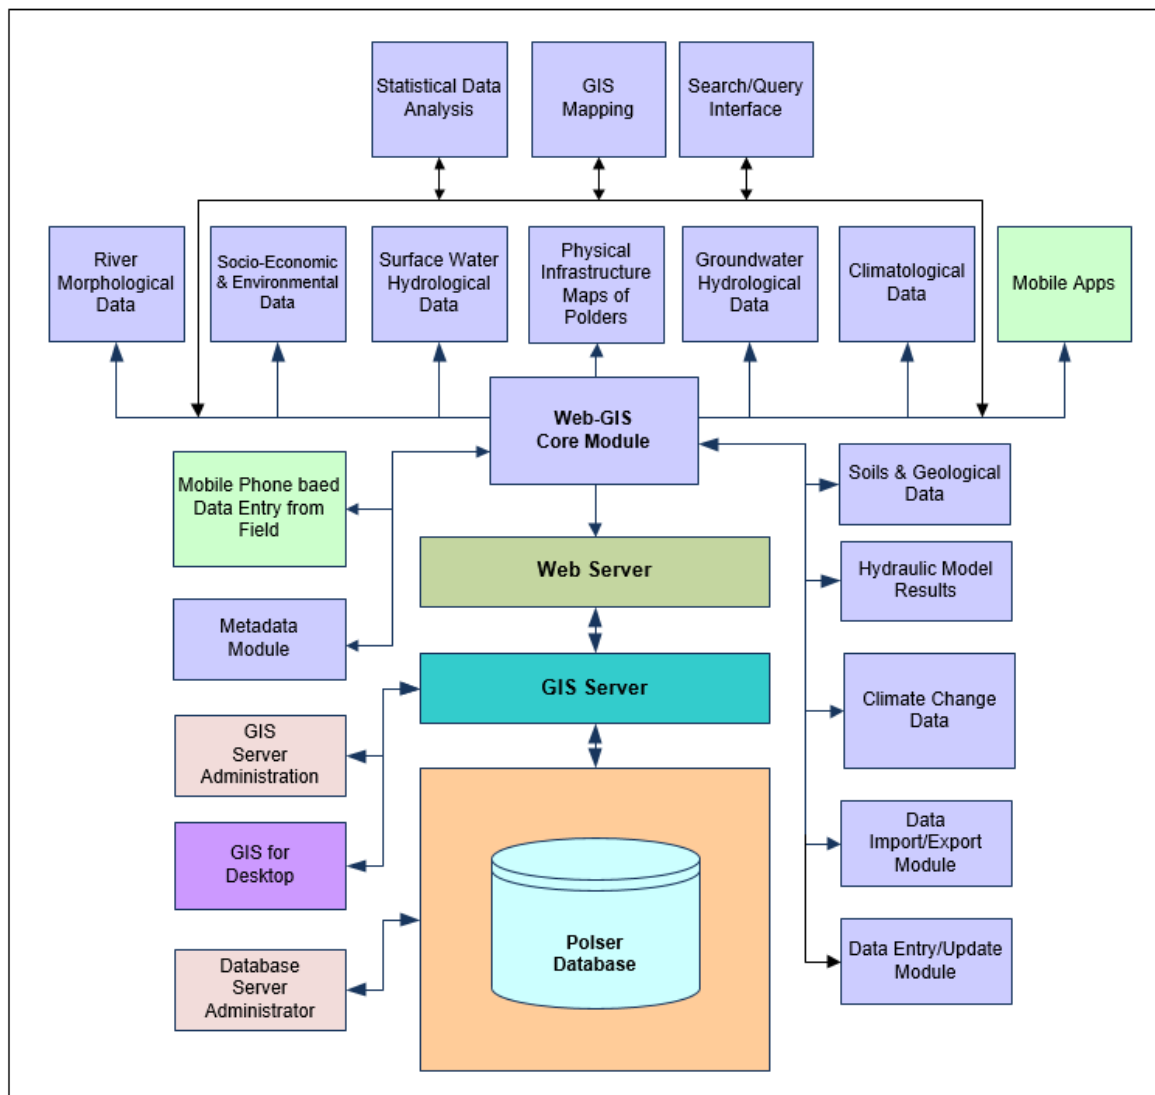 Statistical Data
Analysis
GIS
Mapping
Search/Query
Interface
River
Morphological
Data
Socio-Economic
& Environmental
Data
Surface Water
Hydrological
Data
Physical
Infrastructure
Maps of
Polders
Groundwater
Hydrological
Data
Climatological
Data
Mobile Apps
Web-GIS
Core Module
Mobile Phone baed
Data Entry from
Field
Soils & Geological
Data
Web Server
Hydraulic Model
Results
Metadada
Module
GIS Server
Climate Change
Data
GIS
Server
Administration
GIS for
Desktop
Data
Import/Export
Module
Polser
Database
Database
Server
Administrator
Data Entry/Update
Module